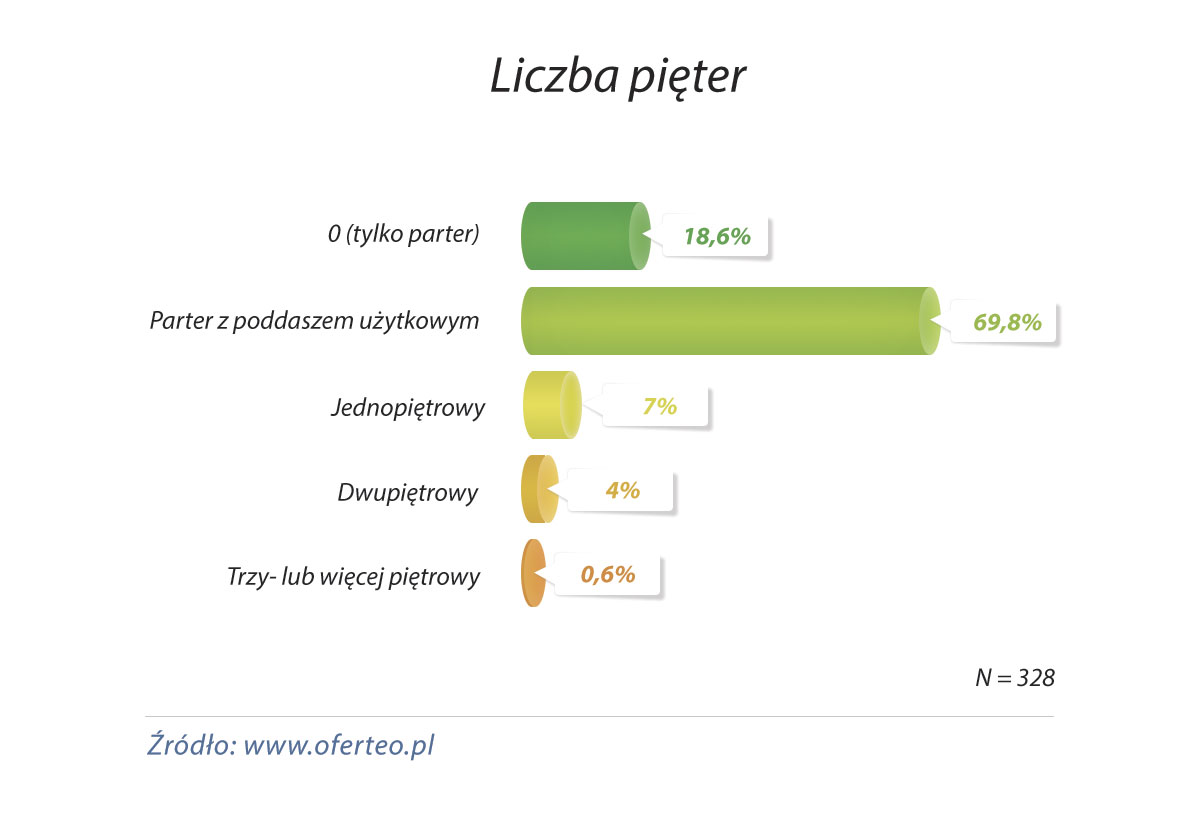 Liczba pięter
0 (tylko parter)
18,6%
Parter z poddaszem użytkowym
69,8%
Jednopiętrowy
7%
Dwupiętrowy
4%
Trzy- lub więcej piętrowy
0,6%
N = 328
Źródło: www.oferteo.pl